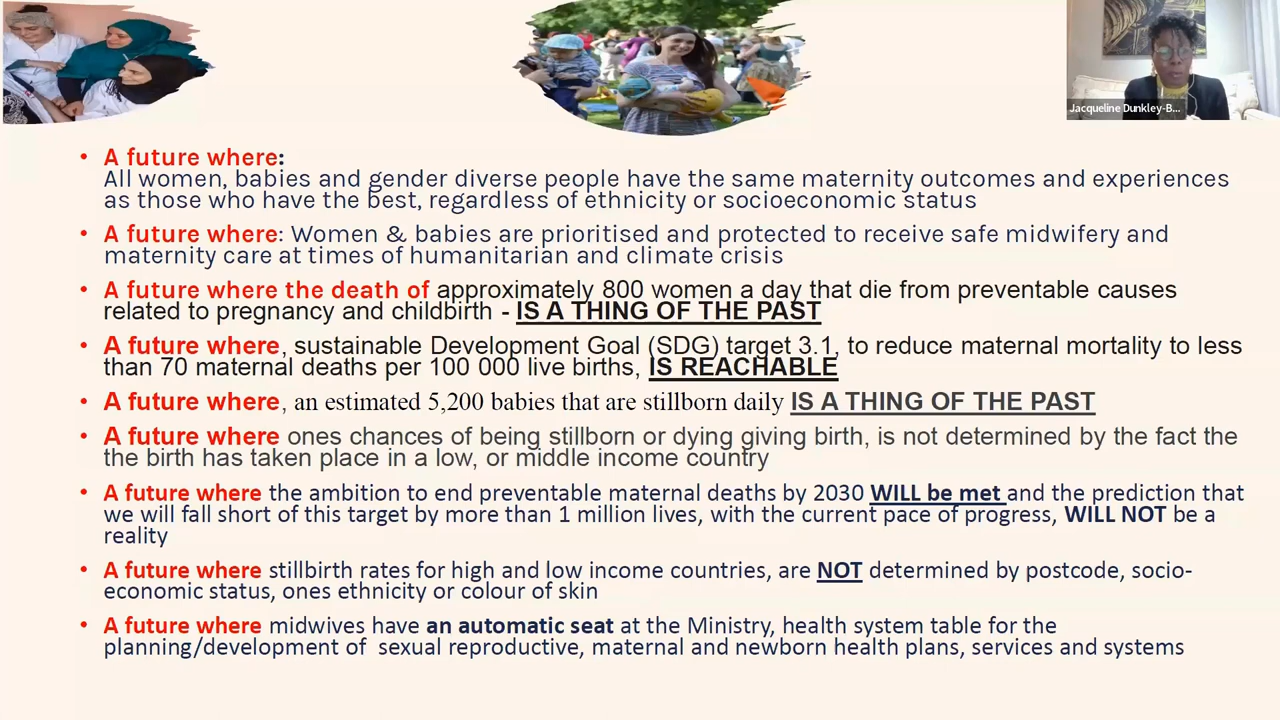 Jacqueline Dunkley-B...
• A future where:
All women, babies and gender diverse people have the same maternity outcomes and experiences
as those who have the best, regardless of ethnicity or socioeconomic status
• A future where: Women & babies are prioritised and protected to receive safe midwifery and
maternity care at times of humanitarian and climate crisis
• A future where the death of approximately 800 women a day that die from preventable causes
related to pregnancy and childbirth - IS A THING OF THE PAST
• A future where, sustainable Development Goal (SDG) target 3.1, to reduce maternal mortality to less
than 70 maternal deaths per 100 000 live births, IS REACHABLE
• A future where, an estimated 5,200 babies that are stillborn daily IS A THING OF THE PAST
• A future where ones chances of being stillborn or dying giving birth, is not determined by the fact the
the birth has taken place in a low, or middle income country
• A future where the ambition to end preventable maternal deaths by 2030 WILL be met and the prediction that
we will fall short of this target by more than 1 million lives, with the current pace of progress, WILL NOT be a
reality
• A future where stillbirth rates for high and low income countries, are NOT determined by postcode, socio-
economic status, ones ethnicity or colour of skin
• A future where midwives have an automatic seat at the Ministry, health system table for the
planning/development of sexual reproductive, maternal and newborn health plans, services and systems